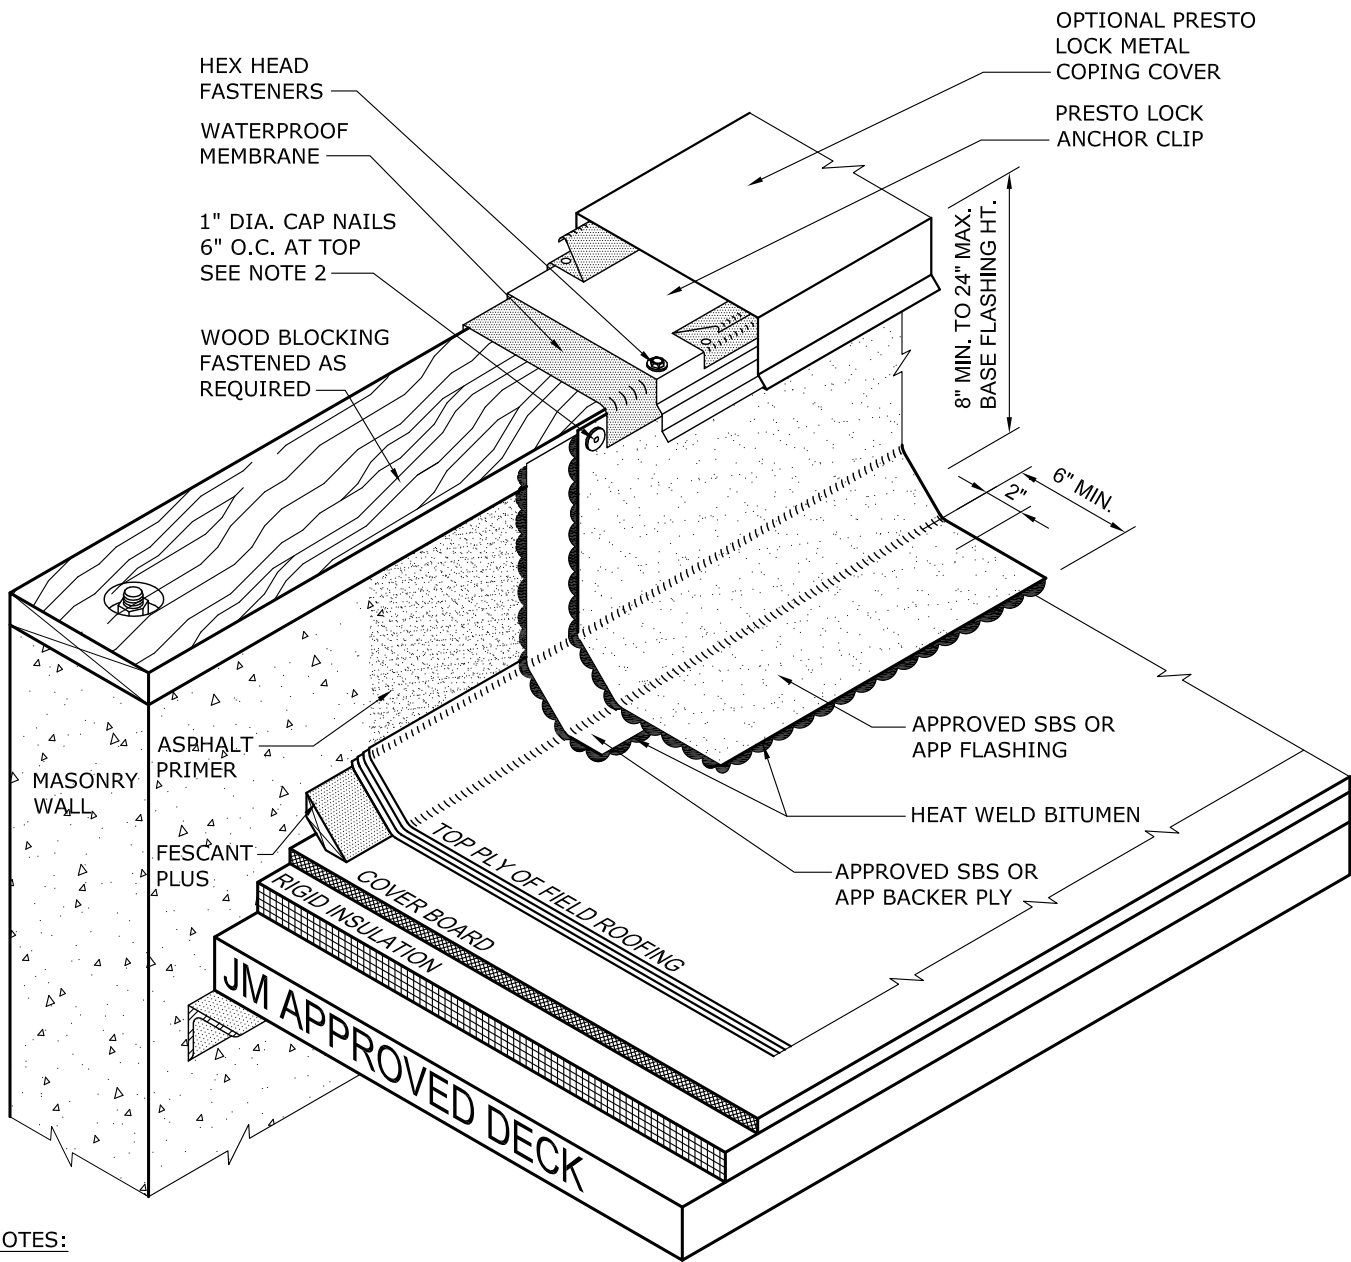 OPTIONAL PRESTO
LOCK METAL
COPING COVER
HEX HEAD
FASTENERS
PRESTO LOCK
ANCHOR CLIP
WATERPROOF
MEMBRANE
1" DIA. CAP NAILS
6" O.C. AT TOP
SEE NOTE 2
8" MIN. TO 24" MAX.
BASE FLASHING HT.
WOOD BLOCKING
FASTENED AS
REQUIRED
6" MIN.
2"
APPROVED SBS OR
APP FLASHING
ASPHALT
PRIMER
MASONRY
WALL
HEAT WELD BITUMEN
FESCANT
PLUS
APPROVED SBS OR
APP BACKER PLY
TOP PLY OF FIELD ROOFING
COVER BOARD
RIGID INSULATION
JM APPROVED DECK
OTES: